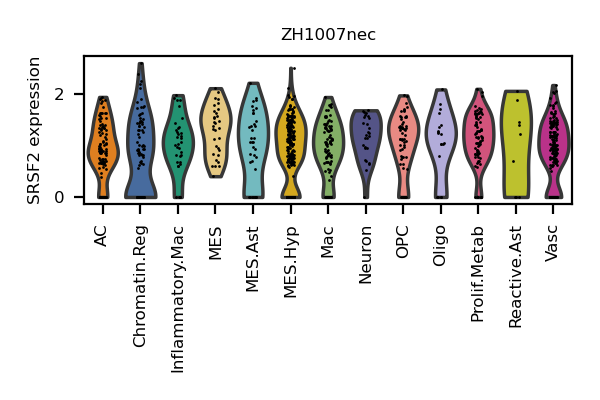 ZH1007nec
SRSF2 expression
2
0
AC
Chromatin.Reg
Inflammatory.Mac
MES
MES.Ast
MES.Hyp
Mac
Neuron
OPC
Oligo
Prolif.Metab
Reactive.Ast
Vasc